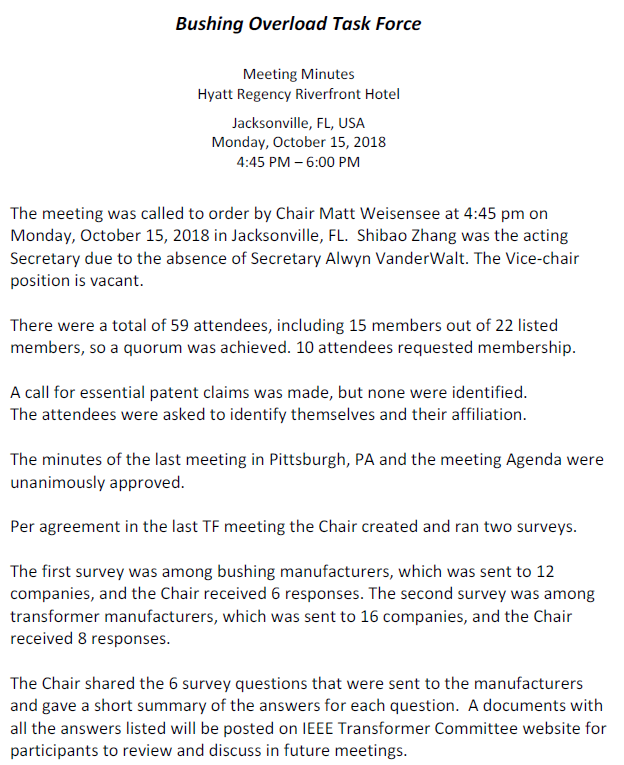 Bushing Overload Task Force
Meeting Minutes
Hyatt Regency Riverfront Hotel
Jacksonville, FL, USA
Monday, October 15, 2018
4:45 PM – 6:00 PM
The meeting was called to order by Chair Matt Weisensee at 4:45 pm on
Monday, October 15, 2018 in Jacksonville, FL.  Shibao Zhang was the acting
Secretary due to the absence of Secretary Alwyn VanderWalt. The Vice-chair
position is vacant.
There were a total of 59 attendees, including 15 members out of 22 listed
members, so a quorum was achieved. 10 attendees requested membership.
A call for essential patent claims was made, but none were identified.
The attendees were asked to identify themselves and their affiliation.
The minutes of the last meeting in Pittsburgh, PA and the meeting Agenda were
unanimously approved.
Per agreement in the last TF meeting the Chair created and ran two surveys.
The first survey was among bushing manufacturers, which was sent to 12
companies, and the Chair received 6 responses. The second survey was among
transformer manufacturers, which was sent to 16 companies, and the Chair
received 8 responses.
The Chair shared the 6 survey questions that were sent to the manufacturers
and gave a short summary of the answers for each question.  A documents with
all the answers listed will be posted on IEEE Transformer Committee website for
participants to review and discuss in future meetings.